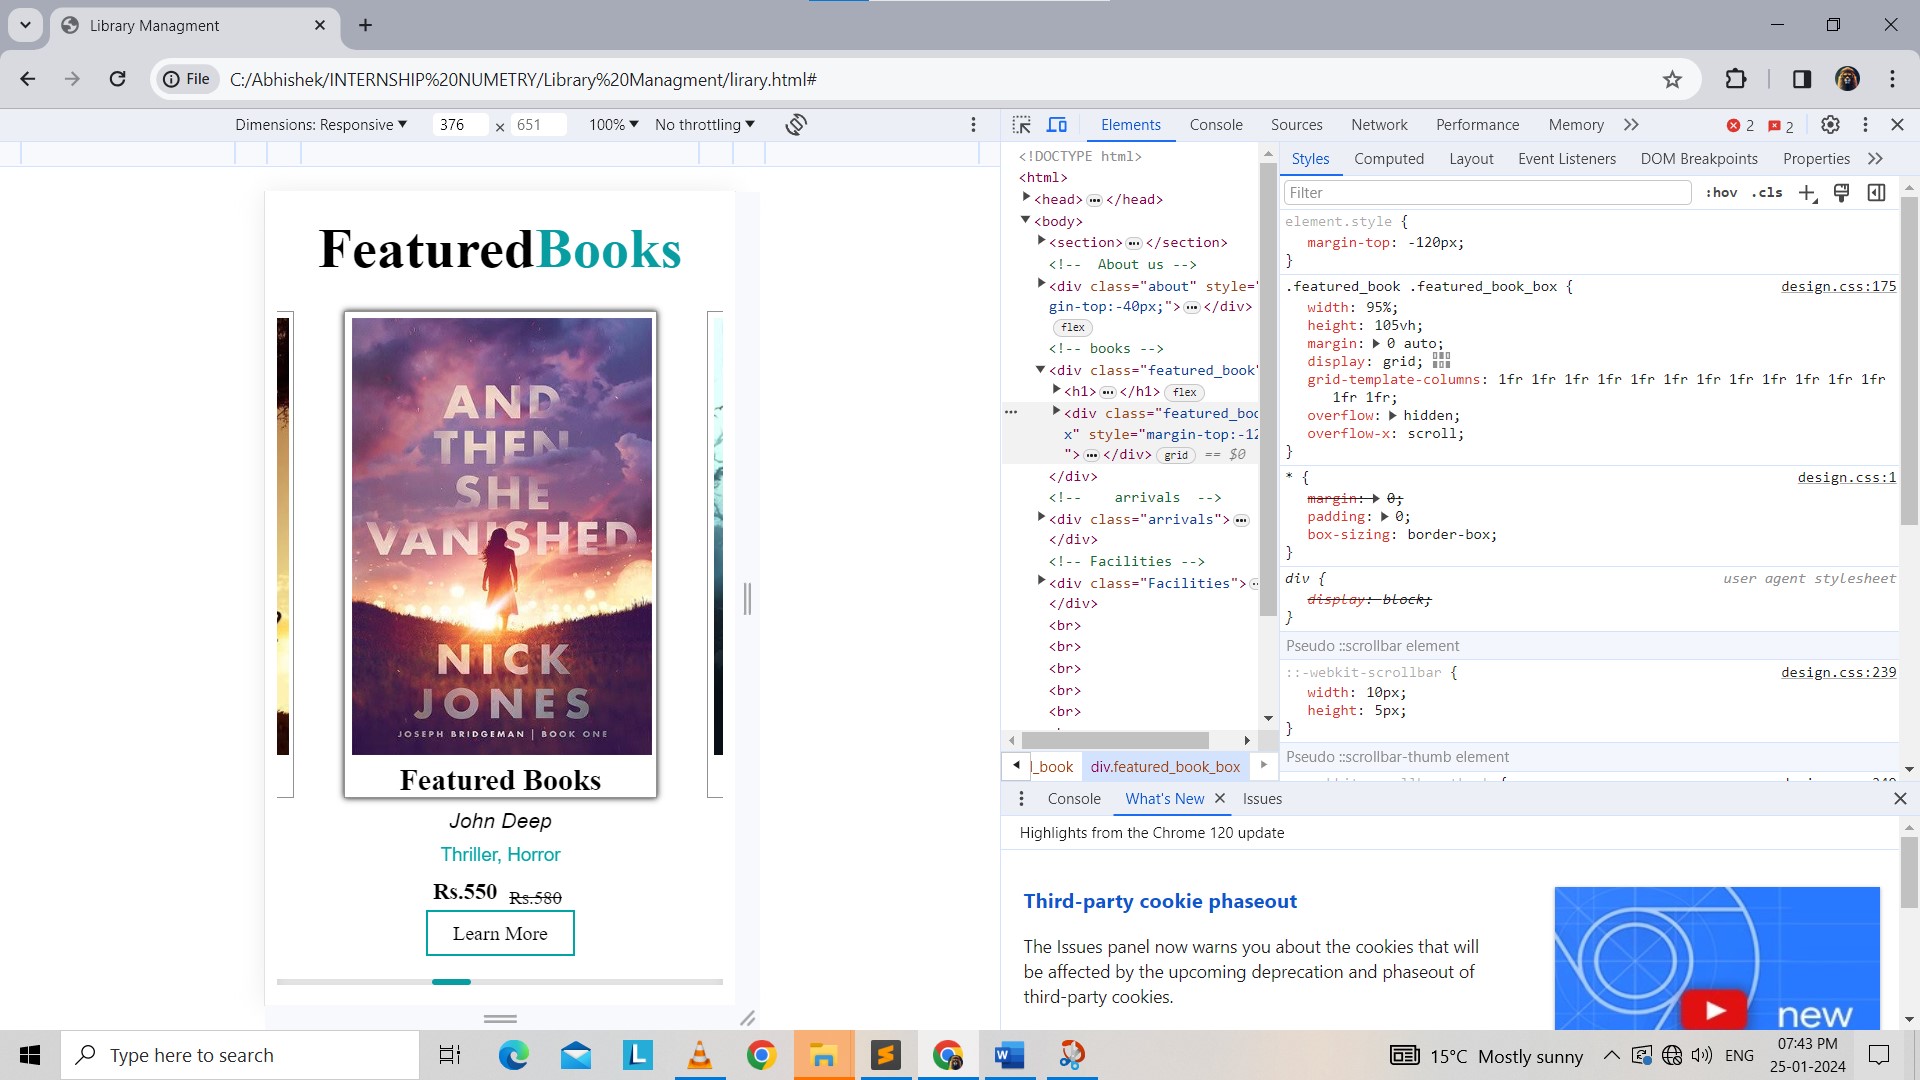 Library Managment
File
C:/Abhishek/INTERNSHIP%20NUMETRY/Library%20Managment/lirary.html#
Dimensions: Responsive
376 × 651
100%
No throttling
FeaturedBooks
AND
THEN
SHE
VANISHED
NICK
JONES
JOSEPH BRIDGEMAN | BOOK ONE
Featured Books
John Deep
Thriller, Horror
Rs.550 Rs.580
Learn More
Elements Console Sources Network Performance Memory
2 2
<!DOCTYPE html>
<html>
<head> ••• </head>
<body>
<section> ••• </section>
<!-- About us -->
<div class="about" style="
gin-top:-40px;"> ••• </div>
flex
<!-- books -->
<div class="featured_book"
<h1> ••• </h1> flex
••• <div class="featured_boo
x" style="margin-top:-12
"> ••• </div> grid == $0
</div>
<!-- arrivals -->
<div class="arrivals"> •••
</div>
<!-- Facilities -->
<div class="Facilities">
</div>
<br>
<br>
<br>
<br>
<br>
_book div.featured_book_box
Styles Computed Layout Event Listeners DOM Breakpoints Properties
Filter
:hov .cls
element.style {
margin-top: -120px;
}
.featured_book .featured_book_box { design.css:175
width: 95%;
height: 105vh;
margin: 0 auto;
display: grid;
grid-template-columns: 1fr 1fr 1fr 1fr 1fr 1fr 1fr 1fr 1fr 1fr 1fr 1fr
1fr 1fr;
overflow: hidden;
overflow-x: scroll;
}
* { design.css:1
margin: 0;
padding: 0;
box-sizing: border-box;
}
div { user agent stylesheet
display: block;
}
Pseudo ::scrollbar element
::-webkit-scrollbar { design.css:239
width: 10px;
height: 5px;
}
Pseudo ::scrollbar-thumb element
Console What's New Issues
Highlights from the Chrome 120 update
Third-party cookie phaseout
The Issues panel now warns you about the cookies that will
be affected by the upcoming deprecation and phaseout of
third-party cookies.
new
Type here to search
15°C Mostly sunny
ENG
07:43 PM
25-01-2024